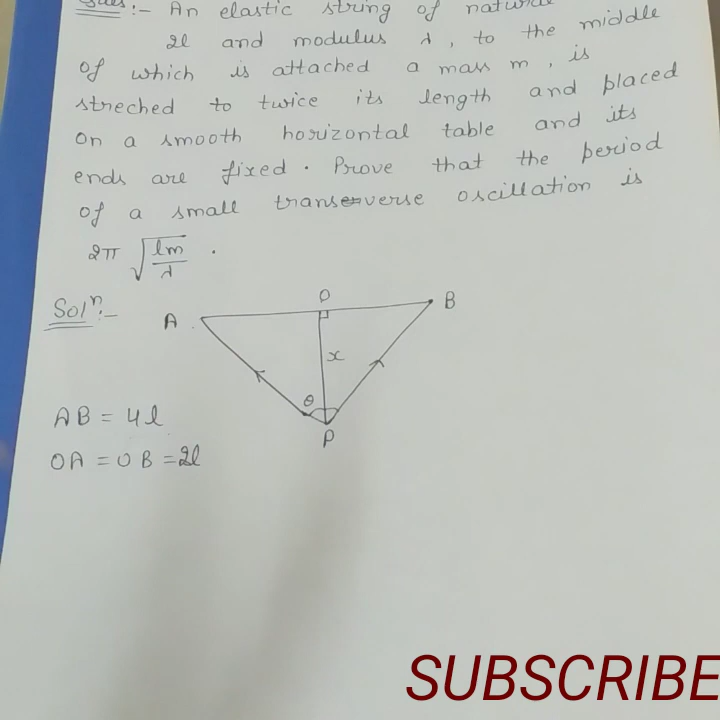 Ques :- An elastic string of natural
2l and modulus λ, to the middle
of which is attached a mass m, is
streched to twice its length and placed
on a smooth horizontal table and its
ends are fixed. Prove that the period
of a small transverse oscillation is
2π √(lm/λ) .
Solⁿ:-
A O B
x
θ
P
AB = 4l
OA = OB = 2l
SUBSCRIBE